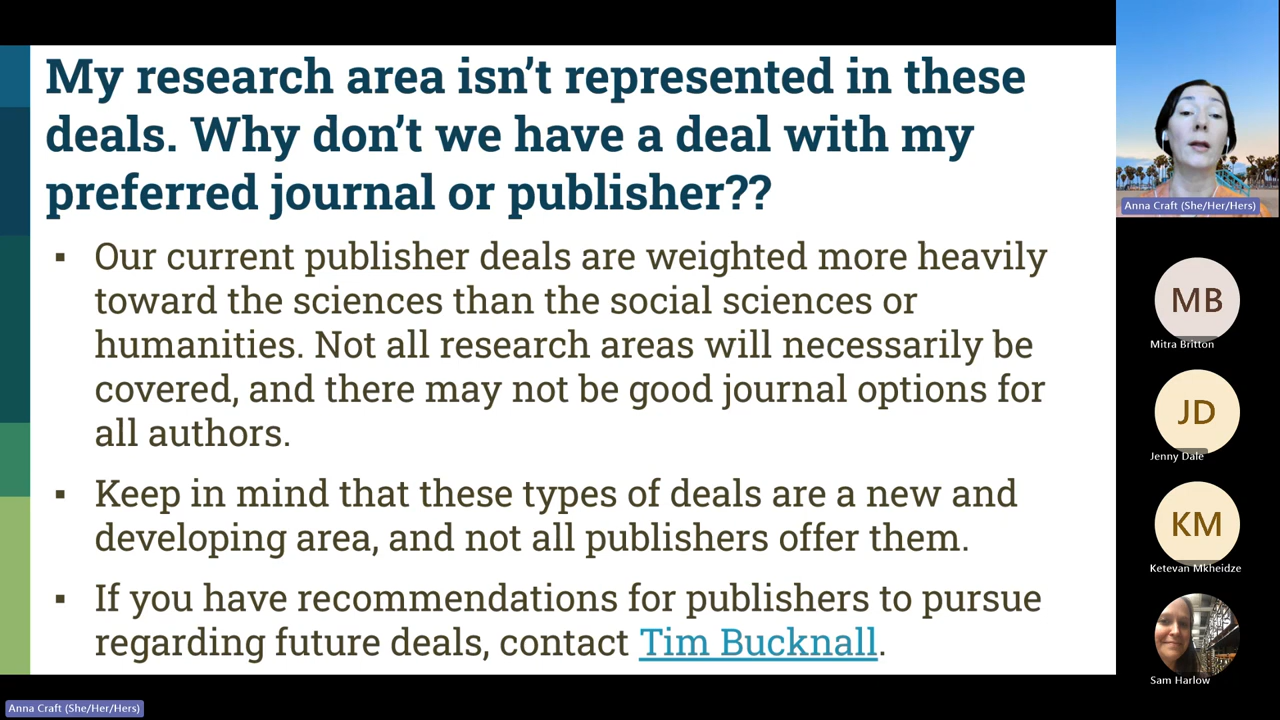 My research area isn’t represented in these
deals. Why don’t we have a deal with my
preferred journal or publisher??
▪ Our current publisher deals are weighted more heavily
toward the sciences than the social sciences or
humanities. Not all research areas will necessarily be
covered, and there may not be good journal options for
all authors.
▪ Keep in mind that these types of deals are a new and
developing area, and not all publishers offer them.
▪ If you have recommendations for publishers to pursue
regarding future deals, contact Tim Bucknall.
Anna Craft (She/Her/Hers)
MB
Mitra Britton
JD
Jenny Dale
KM
Ketevan Mkheidze
Sam Harlow
Anna Craft (She/Her/Hers)